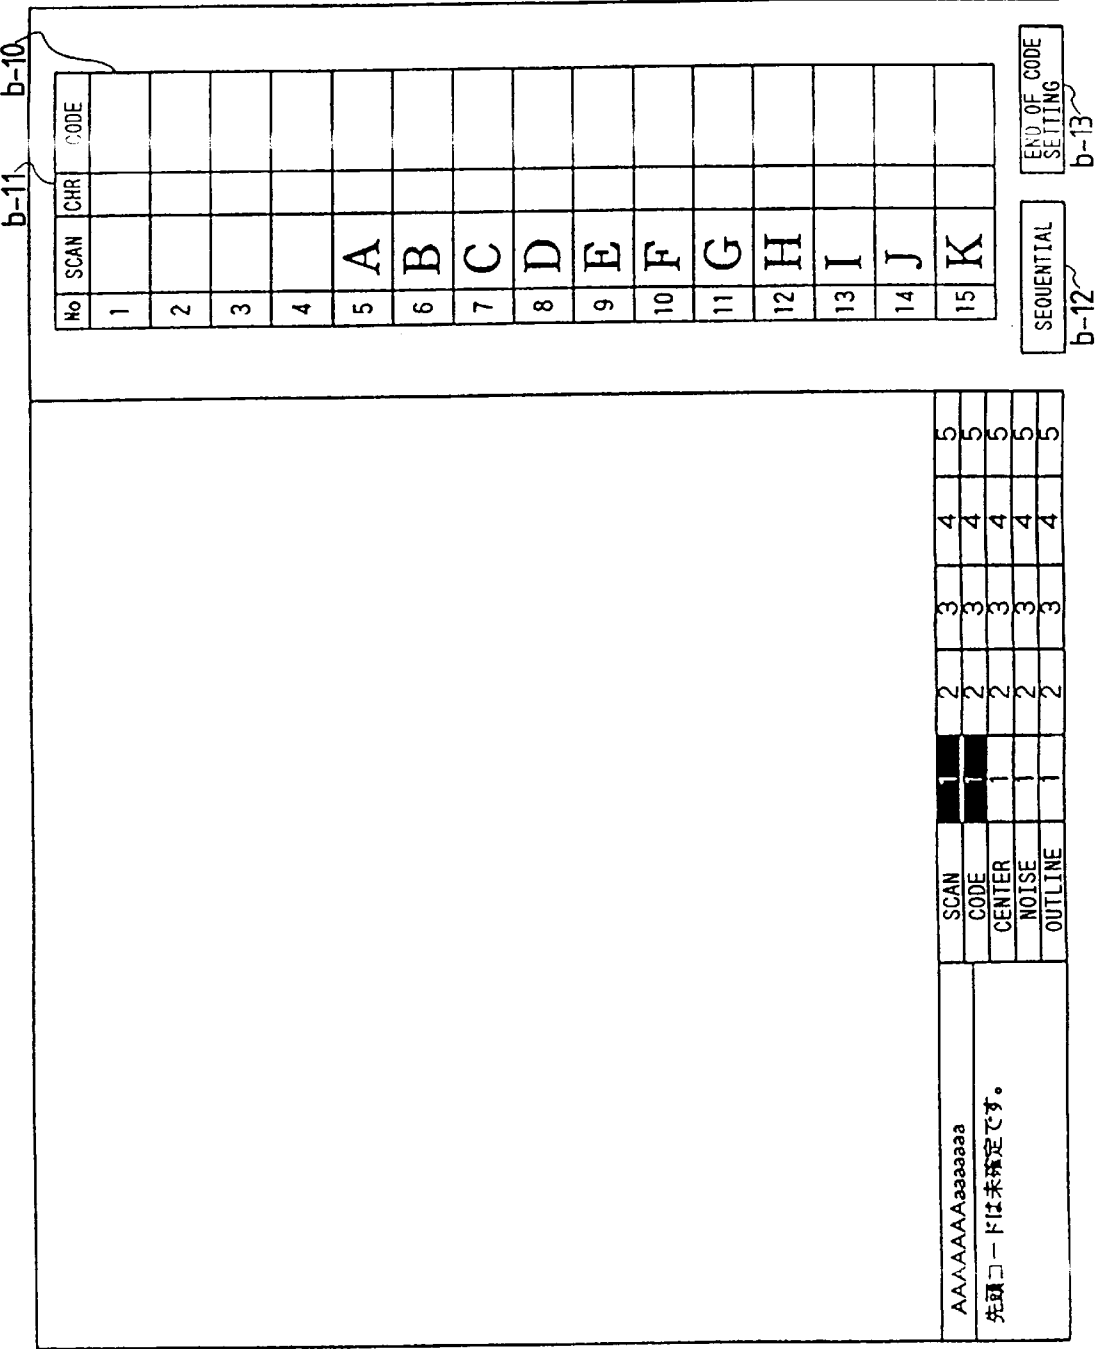 b-10
b-11
No SCAN CHR CODE
1
2
3
4
5 A
6 B
7 C
8 D
9 E
10 F
11 G
12 H
13 I
14 J
15 K
SEQUENTIAL
b-12
END OF CODE
SETTING
b-13
SCAN 1 2 3 4 5
CODE 1 2 3 4 5
CENTER 1 2 3 4 5
NOISE 1 2 3 4 5
OUTLINE 1 2 3 4 5
AAAAAAAaaaaaaa
先頭コードは未確定です。